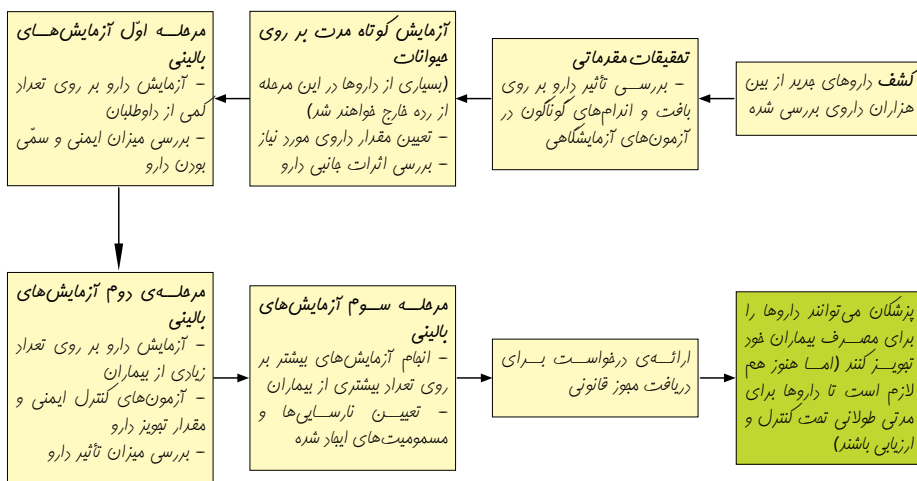 کشف داروهای جدید از بین
هزاران داروی بررسی شده
تحقیقات مقدماتی
- بررسی تأثیر دارو بر روی
بافت و اندام‌های گوناگون در
آزمون‌های آزمایشگاهی
آزمایش کوتاه مدت بر روی
حیوانات
(بسیاری از داروها در این مرحله
از رده خارج خواهند شد)
- تعیین مقدار داروی مورد نیاز
- بررسی اثرات جانبی دارو
مرحله اوّل آزمایش‌های
بالینی
- آزمایش دارو بر روی تعداد
کمی از داوطلبان
- بررسی میزان ایمنی و سمّی
بودن دارو
مرحله‌ی دوم آزمایش‌های
بالینی
- آزمایش دارو بر روی تعداد
زیادی از بیماران
- آزمون‌های کنترل ایمنی و
مقدار تجویز دارو
- بررسی میزان تأثیر دارو
مرحله سوم آزمایش‌های
بالینی
- انجام آزمایش‌های بیشتر بر
روی تعداد بیشتری از بیماران
- تعیین نارسایی‌ها و
مسمومیت‌های ایجاد شده
ارائه‌ی درخواست برای
دریافت مجوز قانونی
پزشکان می‌توانند داروها را
برای مصرف بیماران خود
تجویز کنند (اما هنوز هم
لازم است تا داروها برای
مدتی طولانی تحت کنترل و
ارزیابی باشند)